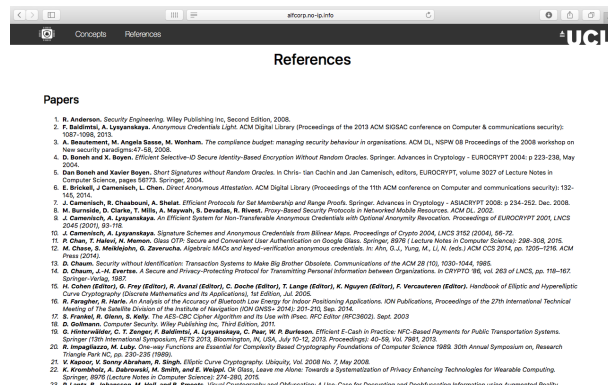 alfcorp.no-ip.info
Concepts References
UCL
References
Papers
1. R. Anderson. Security Engineering. Wiley Publishing Inc, Second Edition, 2008.
2. F. Baldimtsi, A. Lysyanskaya. Anonymous Credentials Light. ACM Digital Library (Proceedings of the 2013 ACM SIGSAC conference on Computer & communications security):
1087-1098, 2013.
3. A. Beautement, M. Angela Sasse, M. Wonham. The compliance budget: managing security behaviour in organisations. ACM DL, NSPW 08 Proceedings of the 2008 workshop on
New security paradigms:47-58, 2008.
4. D. Boneh and X. Boyen. Efficient Selective-ID Secure Identity-Based Encryption Without Random Oracles. Springer. Advances in Cryptology - EUROCRYPT 2004: p 223-238, May
2004.
5. Dan Boneh and Xavier Boyen. Short Signatures without Random Oracles. in Chris- tian Cachin and Jan Camenisch, editors, EUROCRYPT, volume 3027 of Lecture Notes in
Computer Science, pages 56?73. Springer, 2004.
6. E. Brickell, J Camenisch, L. Chen. Direct Anonymous Attestation. ACM Digital Library (Proceedings of the 11th ACM conference on Computer and communications security): 132-
145, 2014.
7. J. Camenisch, R. Chaabouni, A. Shelat. Efficient Protocols for Set Membership and Range Proofs. Springer. Advances in Cryptology - ASIACRYPT 2008: p 234-252. Dec. 2008.
8. M. Burnside, D. Clarke, T. Mills, A. Maywah, S. Devadas, R. Rivest. Proxy-Based Security Protocols in Networked Mobile Resources. ACM DL. 2002.
9. J. Camenisch, A. Lysyanskaya. An Efficient System for Non-Transferable Anonymous Credentials with Optional Anonymity Revocation. Proceedings of EUROCRYPT 2001, LNCS
2045 (2001), 93-118.
10. J. Camenisch, A. Lysyanskaya. Signature Schemes and Anonymous Credentials from Bilinear Maps. Proceedings of Crypto 2004, LNCS 3152 (2004), 56-72.
11. P. Chan, T. Halevi, N. Memon. Glass OTP: Secure and Convenient User Authentication on Google Glass. Springer, 8976 ( Lecture Notes in Computer Science): 298-308, 2015.
12. M. Chase, S. Meiklejohn, G. Zaverucha. Algebraic MACs and keyed-verification anonymous credentials. In: Ahn, G.J., Yung, M., Li, N. (eds.) ACM CCS 2014, pp. 1205–1216. ACM
Press (2014).
13. D. Chaum. Security without Identification: Transaction Systems to Make Big Brother Obsolete. Communications of the ACM 28 (10), 1030-1044, 1985.
14. D. Chaum, J.-H. Evertse. A Secure and Privacy-Protecting Protocol for Transmitting Personal Information between Organizations. In CRYPTO '86, vol. 263 of LNCS, pp. 118–167.
Springer-Verlag, 1987.
15. H. Cohen (Editor), G. Frey (Editor), R. Avanzi (Editor), C. Doche (Editor), T. Lange (Editor), K. Nguyen (Editor), F. Vercauteren (Editor). Handbook of Elliptic and Hyperelliptic
Curve Cryptography (Discrete Mathematics and Its Applications), 1st Edition, Jul. 2005.
16. R. Faragher, R. Harle. An Analysis of the Accuracy of Bluetooth Low Energy for Indoor Positioning Applications. ION Publications, Proceedings of the 27th International Technical
Meeting of The Satellite Division of the Institute of Navigation (ION GNSS+ 2014): 201-210, Sep. 2014.
17. S. Frankel, R. Glenn, S. Kelly. The AES-CBC Cipher Algorithm and Its Use with IPsec. RFC Editor (RFC3602). Sept. 2003
18. D. Gollmann. Computer Security. Wiley Publishing Inc, Third Edition, 2011.
19. G. Hinterwälder, C. T. Zenger, F. Baldimtsi, A. Lysyanskaya, C. Paar, W. P. Burleson. Efficient E-Cash in Practice: NFC-Based Payments for Public Transportation Systems.
Springer (13th International Symposium, PETS 2013, Bloomington, IN, USA, July 10-12, 2013. Proceedings): 40-59, Vol. 7981, 2013.
20. R. Impagliazzo, M. Luby. One-way Functions are Essential for Complexity Based Cryptography Foundations of Computer Science 1989. 30th Annual Symposium on, Research
Triangle Park NC, pp. 230-235 (1989).
21. V. Kapoor, V. Sonny Abraham, R. Singh. Elliptic Curve Cryptography. Ubiquity, Vol. 2008 No. 7, May 2008.
22. K. Krombholz, A. Dabrowski, M. Smith, and E. Weippl. Ok Glass, Leave me Alone: Towards a Systematization of Privacy Enhancing Technologies for Wearable Computing.
Springer, 8976 (Lecture Notes in Computer Science): 274-280, 2015.